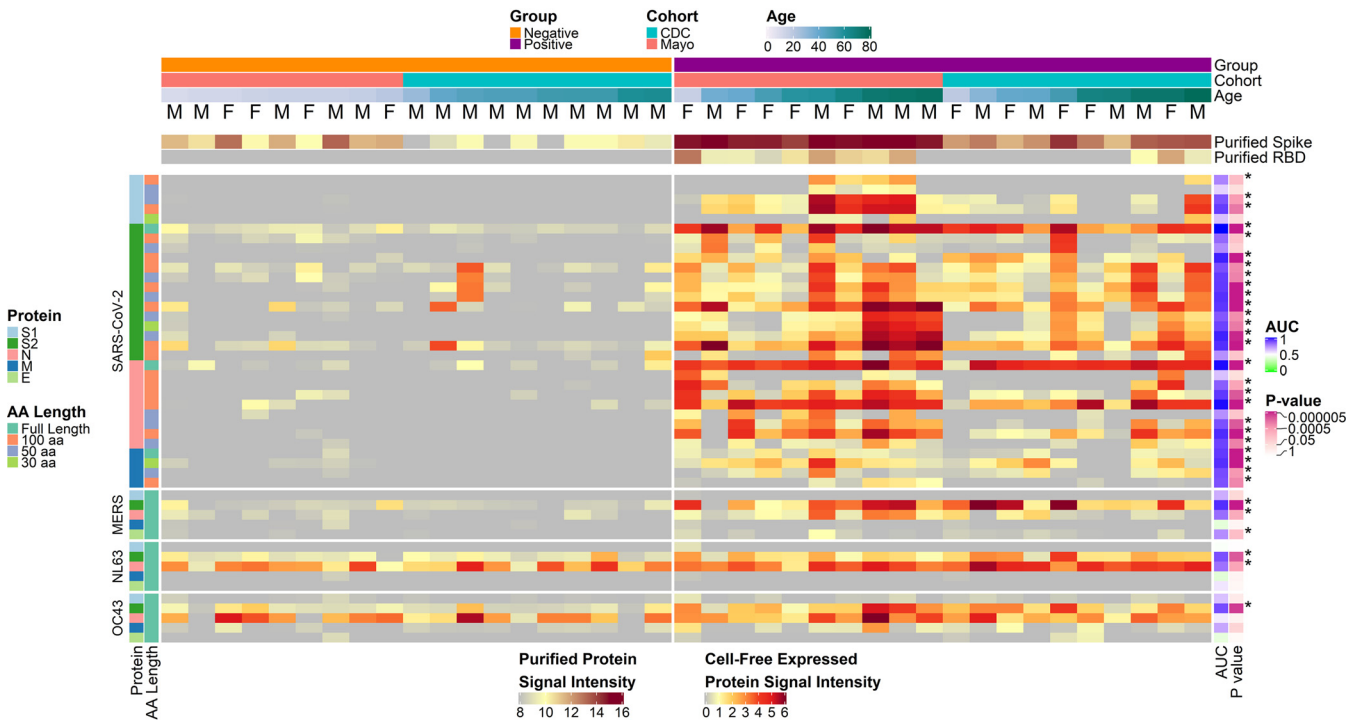 Group
Negative
Positive
Cohort
CDC
Mayo
Age
0 20 40 60 80
Group
Cohort
Age
M M F F M F M M F M M M M M M M M M M
F M F F F M F M M M F M F M F F M M F M
Purified Spike
Purified RBD
* * * * * * * * * * * * * * * * * * * * * * * * *
SARS-CoV-2
MERS
NL63
OC43
Protein
S1
S2
N
M
E
AA Length
Full Length
100 aa
50 aa
30 aa
AUC
1
0.5
0
P-value
0.000005
0.0005
0.05
1
Protein
AA Length
AUC
P value
Purified Protein
Signal Intensity
8 10 12 14 16
Cell-Free Expressed
Protein Signal Intensity
0 1 2 3 4 5 6